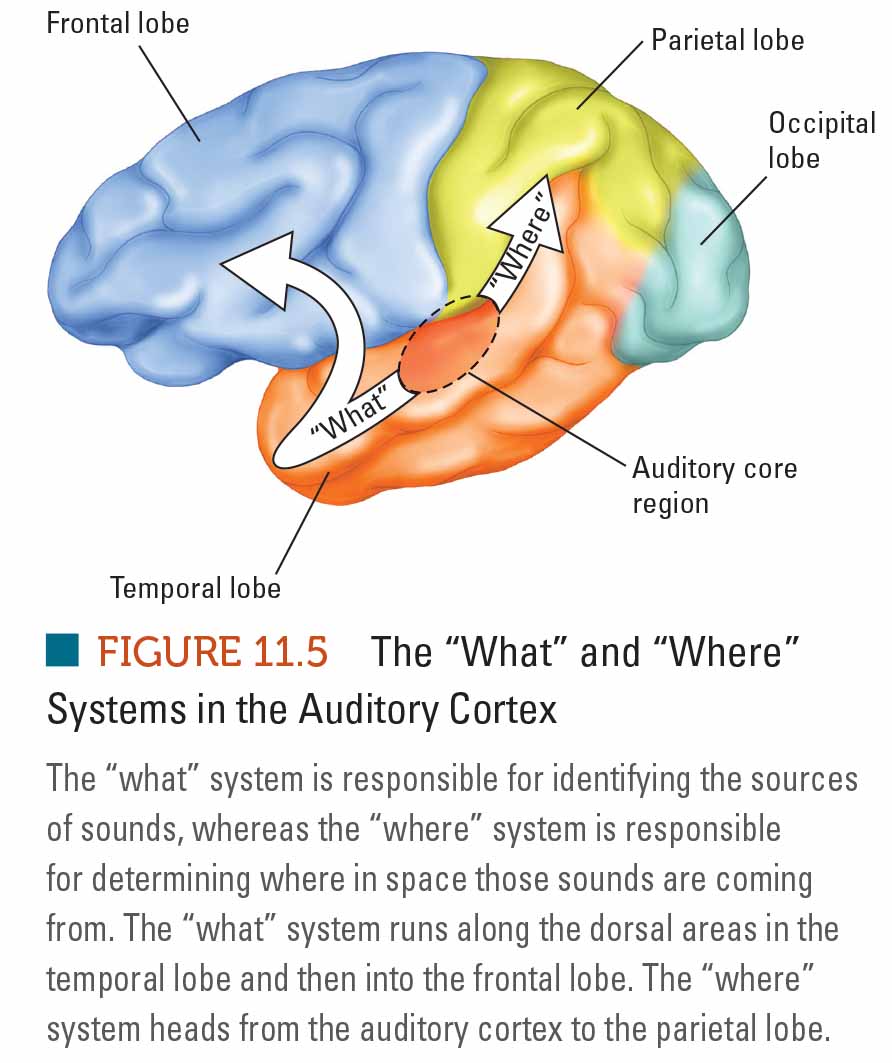 Frontal lobe
Parietal lobe
Occipital
lobe
“Where”
“What”
Auditory core
region
Temporal lobe
FIGURE 11.5 The “What” and “Where”
Systems in the Auditory Cortex
The “what” system is responsible for identifying the sources
of sounds, whereas the “where” system is responsible
for determining where in space those sounds are coming
from. The “what” system runs along the dorsal areas in the
temporal lobe and then into the frontal lobe. The “where”
system heads from the auditory cortex to the parietal lobe.